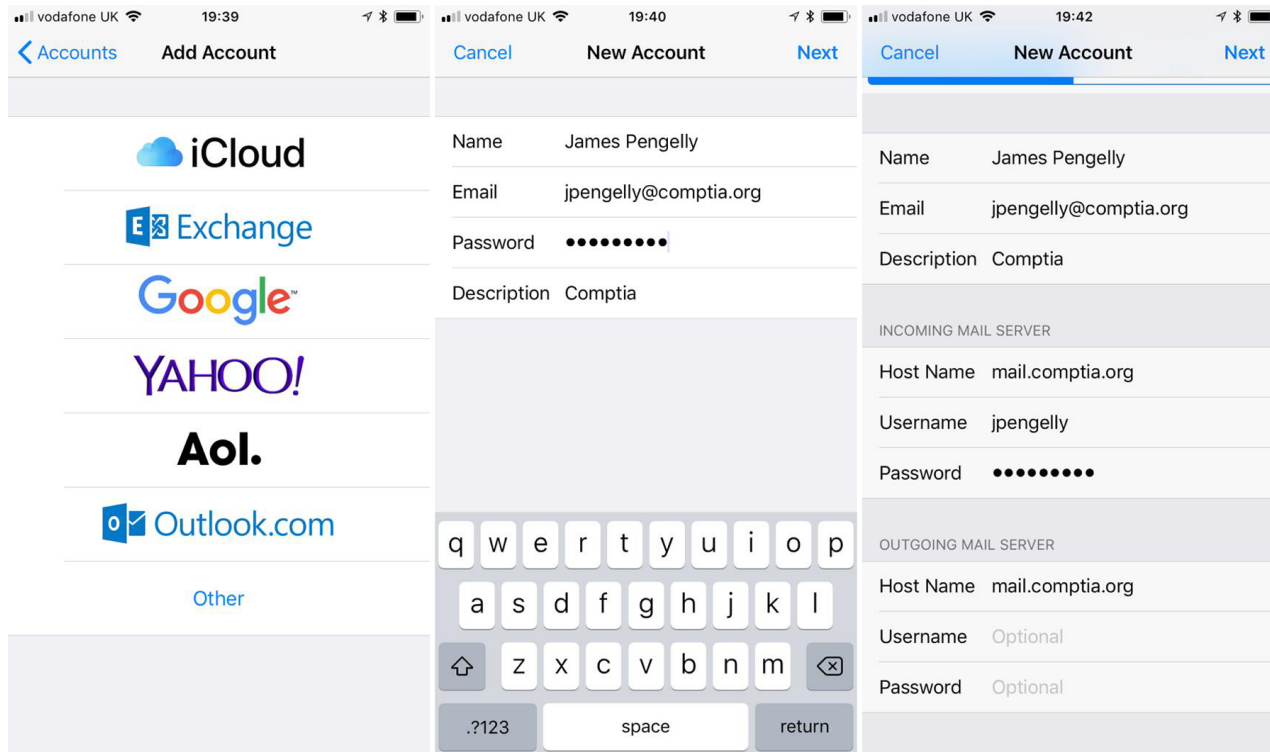 vodafone UK 19:39
Accounts Add Account
iCloud
E Exchange
Google™
YAHOO!
Aol.
o Outlook.com
Other
vodafone UK 19:40
Cancel New Account Next
Name James Pengelly
Email jpengelly@comptia.org
Password •••••••••
Description Comptia
q w e r t y u i o p
a s d f g h j k l
z x c v b n m
.?123 space return
vodafone UK 19:42
Cancel New Account Next
Name James Pengelly
Email jpengelly@comptia.org
Description Comptia
INCOMING MAIL SERVER
Host Name mail.comptia.org
Username jpengelly
Password •••••••••
OUTGOING MAIL SERVER
Host Name mail.comptia.org
Username Optional
Password Optional